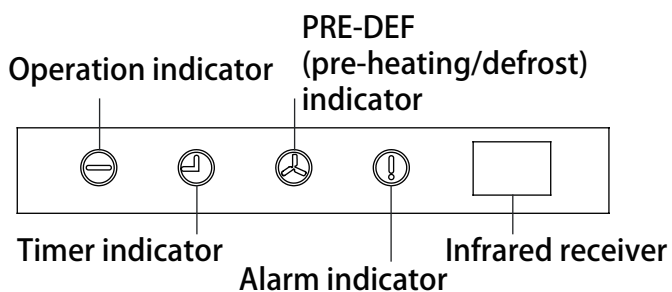 PRE-DEF
Operation indicator
(pre-heating/defrost)
indicator
Timer indicator
Infrared receiver
Alarm indicator